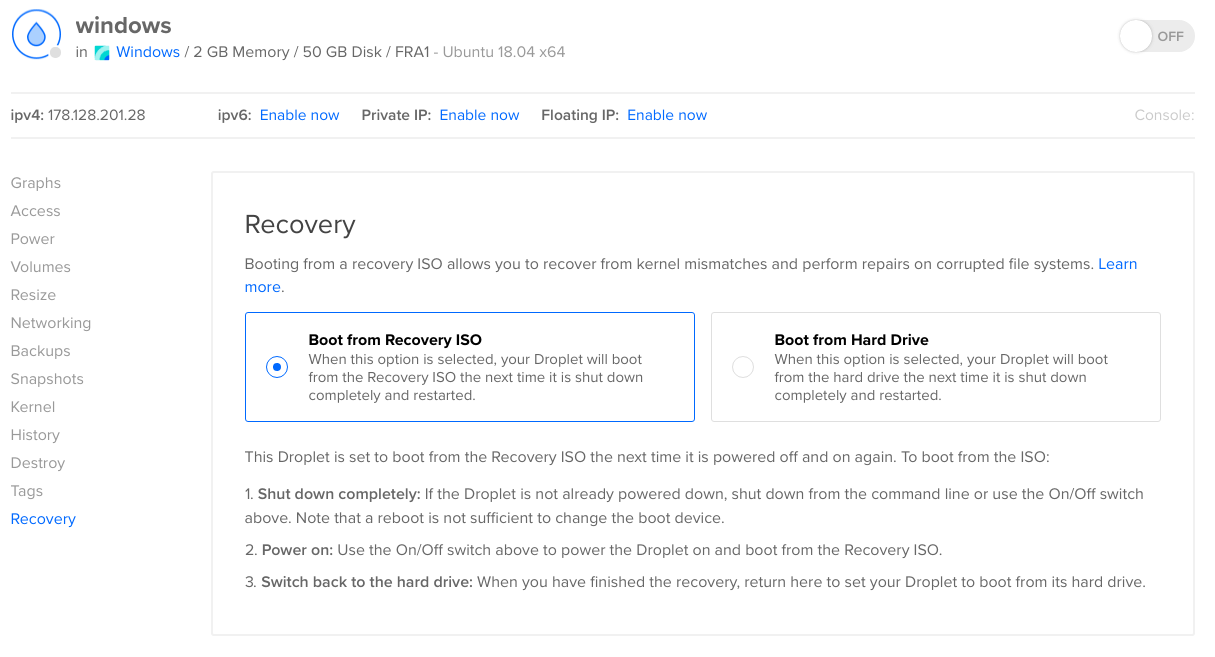 windows
in Windows / 2 GB Memory / 50 GB Disk / FRA1 - Ubuntu 18.04 x64
OFF
ipv4: 178.128.201.28 ipv6: Enable now Private IP: Enable now Floating IP: Enable now Console:
Graphs
Access
Power
Volumes
Resize
Networking
Backups
Snapshots
Kernel
History
Destroy
Tags
Recovery
Recovery
Booting from a recovery ISO allows you to recover from kernel mismatches and perform repairs on corrupted file systems. Learn
more.
Boot from Recovery ISO
When this option is selected, your Droplet will boot
from the Recovery ISO the next time it is shut down
completely and restarted.
Boot from Hard Drive
When this option is selected, your Droplet will boot
from the hard drive the next time it is shut down
completely and restarted.
This Droplet is set to boot from the Recovery ISO the next time it is powered off and on again. To boot from the ISO:
1. Shut down completely: If the Droplet is not already powered down, shut down from the command line or use the On/Off switch
above. Note that a reboot is not sufficient to change the boot device.
2. Power on: Use the On/Off switch above to power the Droplet on and boot from the Recovery ISO.
3. Switch back to the hard drive: When you have finished the recovery, return here to set your Droplet to boot from its hard drive.